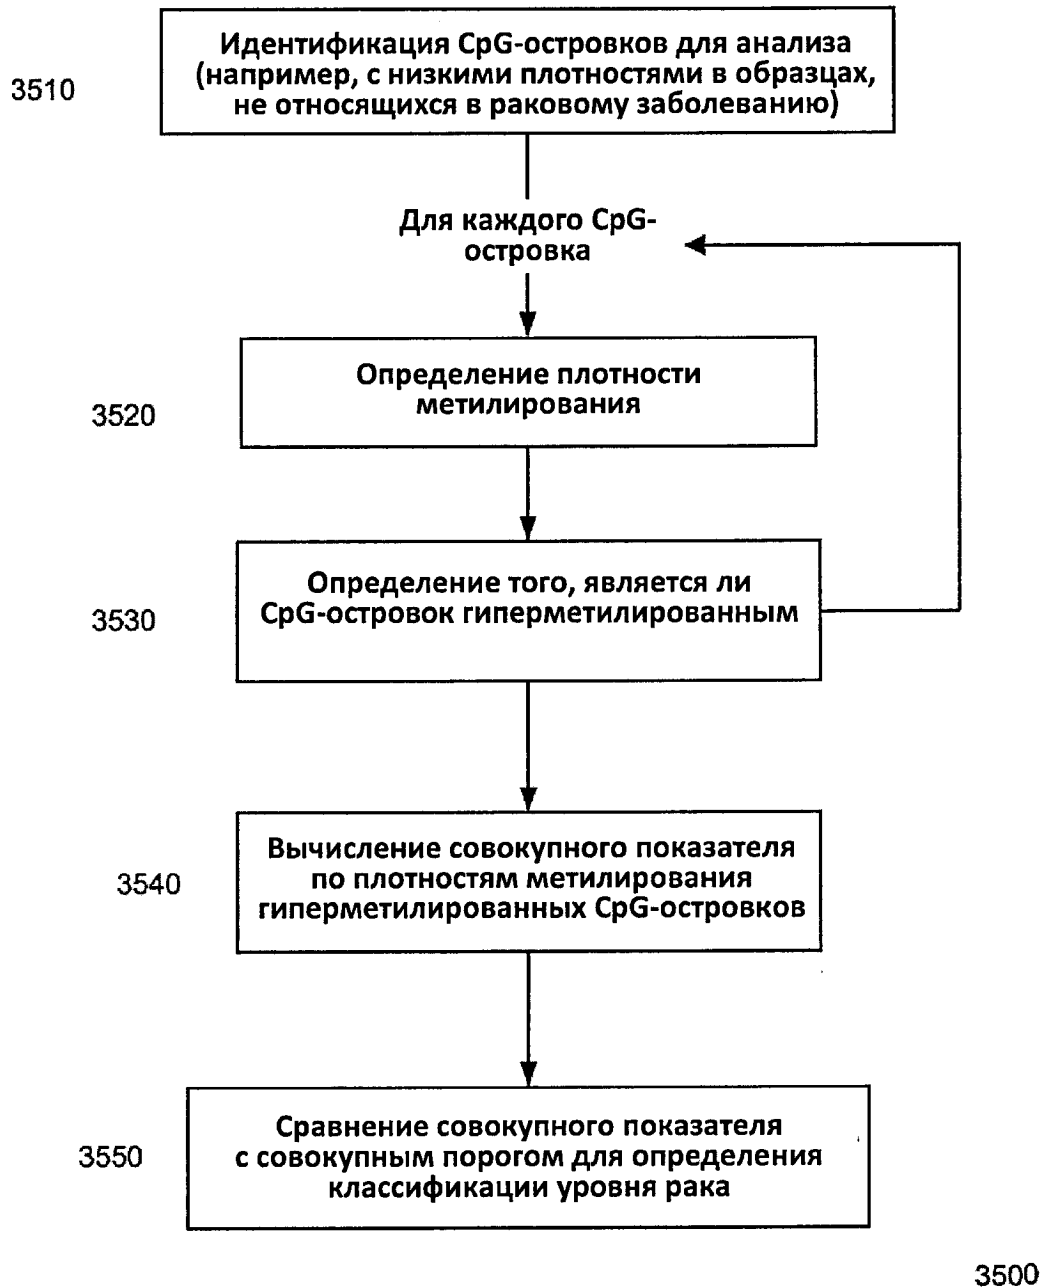 Идентификация CpG-островков для анализа
(например, с низкими плотностями в образцах,
не относящихся в раковому заболеванию)
3510
Для каждого CpG-
островка
Определение плотности
метилирования
3520
Определение того, является ли
CpG-островок гиперметилированным
3530
Вычисление совокупного показателя
по плотностям метилирования
гиперметилированных CpG-островков
3540
Сравнение совокупного показателя
с совокупным порогом для определения
классификации уровня рака
3550
3500